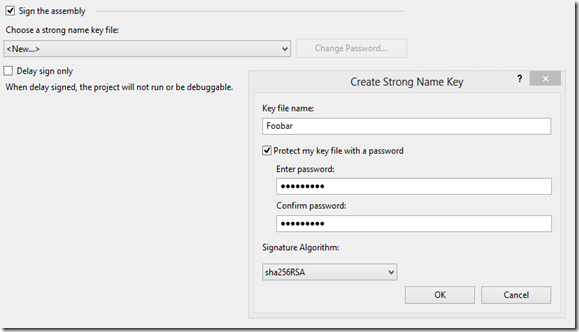 Sign the assembly
Choose a strong name key file:
<New...>
Change Password...
Delay sign only
When delay signed, the project will not run or be debuggable.
Create Strong Name Key
?
Key file name:
Foobar
Protect my key file with a password
Enter password:
●●●●●●●●●
Confirm password:
●●●●●●●●●
Signature Algorithm:
sha256RSA
OK
Cancel